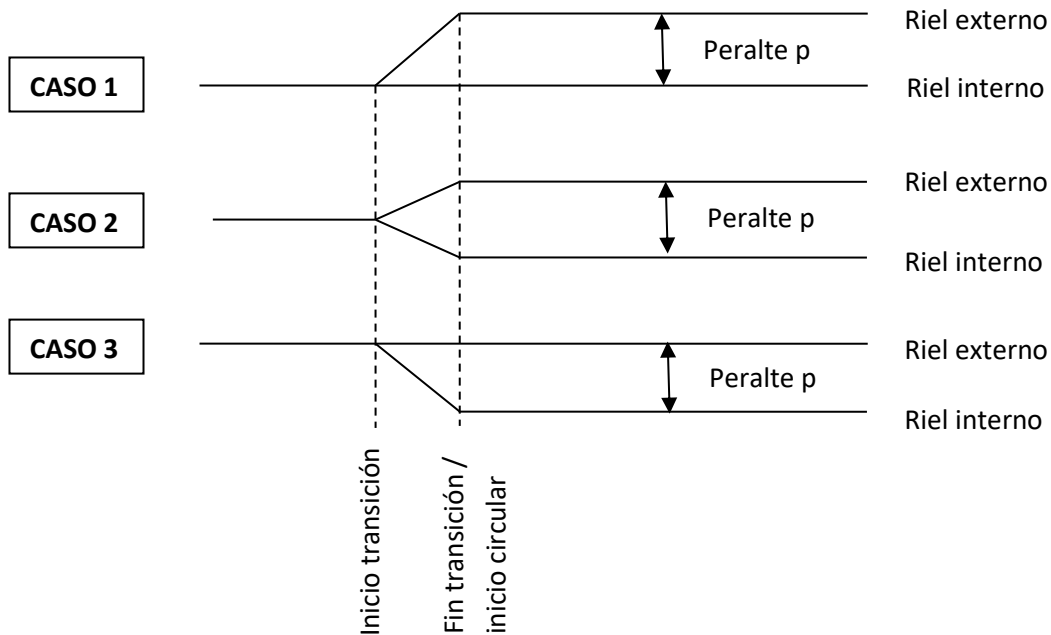 Riel externo
Peralte p
CASO 1
Riel interno
Riel externo
CASO 2
Peralte p
Riel interno
CASO 3
Riel externo
Peralte p
Riel interno
Inicio transición
Fin transición /
inicio circular